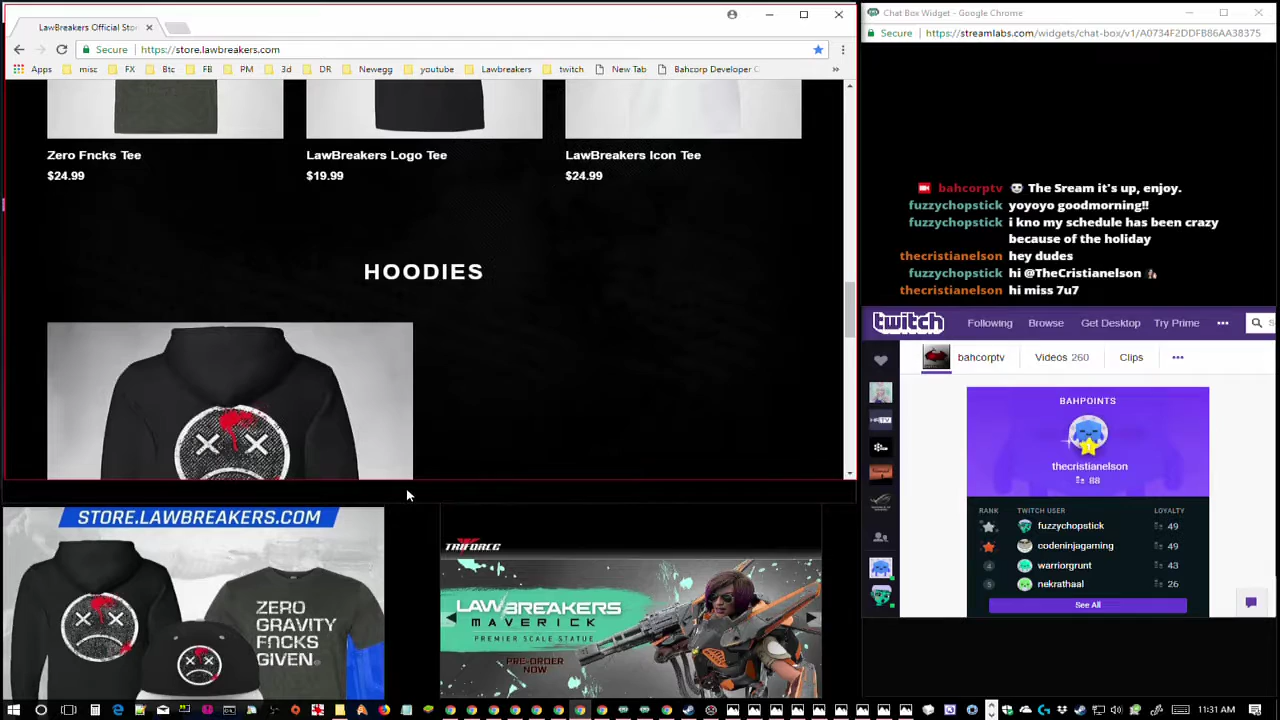 LawBreakers Official Sto
Secure https://store.lawbreakers.com
Apps misc FX Btc FB PM 3d DR Newegg youtube Lawbreakers twitch New Tab Bahcorp Developer C »
Zero Fncks Tee LawBreakers Logo Tee LawBreakers Icon Tee
$24.99 $19.99 $24.99
HOODIES
STORE.LAWBREAKERS.COM
ZERO
GRAVITY
FNCKS
GIVEN
TRIFORCE
LAWBREAKERS
MAVERICK
PREMIER SCALE STATUE
PRE-ORDER
NOW
Chat Box Widget - Google Chrome
Secure https://streamlabs.com/widgets/chat-box/v1/A0734F2DDFB86AA38375
bahcorptv The Sream it's up, enjoy.
fuzzychopstick yoyoyo goodmorning!!
fuzzychopstick i kno my schedule has been crazy
because of the holiday
thecristianelson hey dudes
fuzzychopstick hi @TheCristianelson
thecristianelson hi miss 7u7
twitch Following Browse Get Desktop Try Prime ••• S
bahcorptv Videos 260 Clips •••
BAHPOINTS
1
thecristianelson
88
RANK TWITCH USER LOYALTY
fuzzychopstick 49
codeninjagaming 49
4 warriorgrunt 43
5 nekrathaal 26
See All
11:31 AM